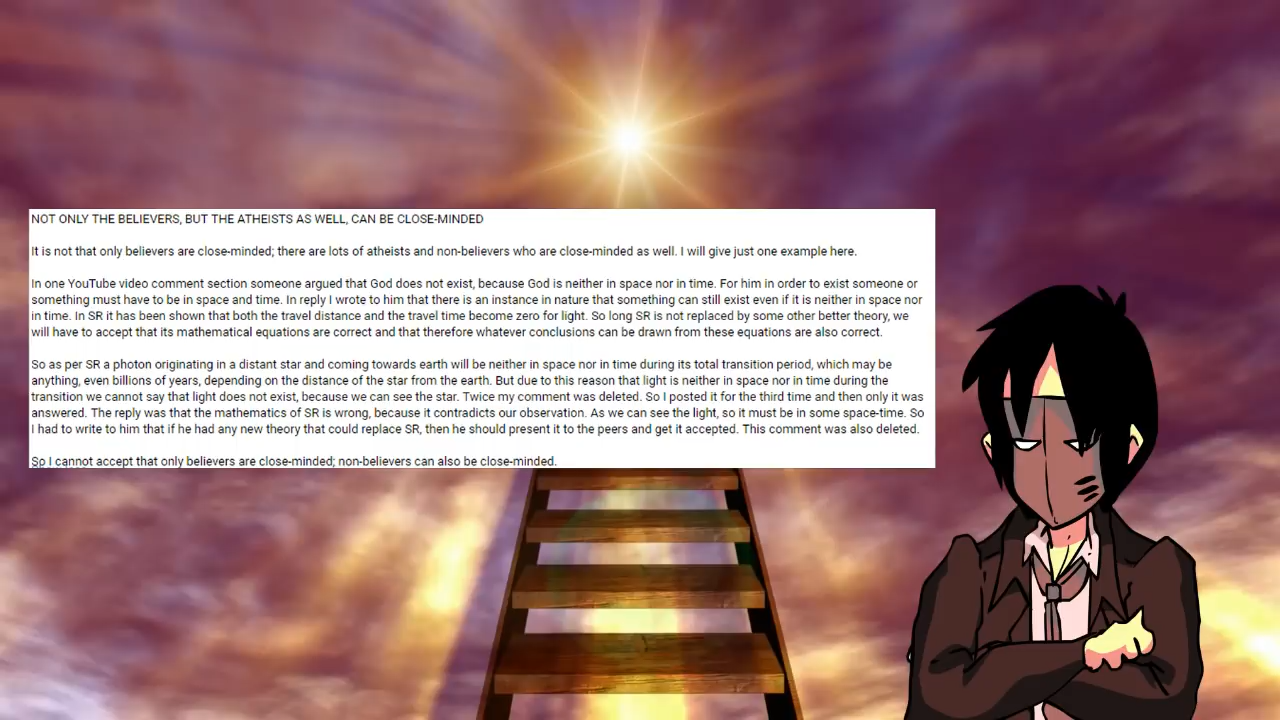 NOT ONLY THE BELIEVERS, BUT THE ATHEISTS AS WELL, CAN BE CLOSE-MINDED
It is not that only believers are close-minded; there are lots of atheists and non-believers who are close-minded as well. I will give just one example here.
In one YouTube video comment section someone argued that God does not exist, because God is neither in space nor in time. For him in order to exist someone or
something must have to be in space and time. In reply I wrote to him that there is an instance in nature that something can still exist even if it is neither in space nor
in time. In SR it has been shown that both the travel distance and the travel time become zero for light. So long SR is not replaced by some other better theory, we
will have to accept that its mathematical equations are correct and that therefore whatever conclusions can be drawn from these equations are also correct.
So as per SR a photon originating in a distant star and coming towards earth will be neither in space nor in time during its total transition period, which may be
anything, even billions of years, depending on the distance of the star from the earth. But due to this reason that light is neither in space nor in time during the
transition we cannot say that light does not exist, because we can see the star. Twice my comment was deleted. So I posted it for the third time and then only it was
answered. The reply was that the mathematics of SR is wrong, because it contradicts our observation. As we can see the light, so it must be in some space-time. So
I had to write to him that if he had any new theory that could replace SR, then he should present it to the peers and get it accepted. This comment was also deleted.
So I cannot accept that only believers are close-minded; non-believers can also be close-minded.